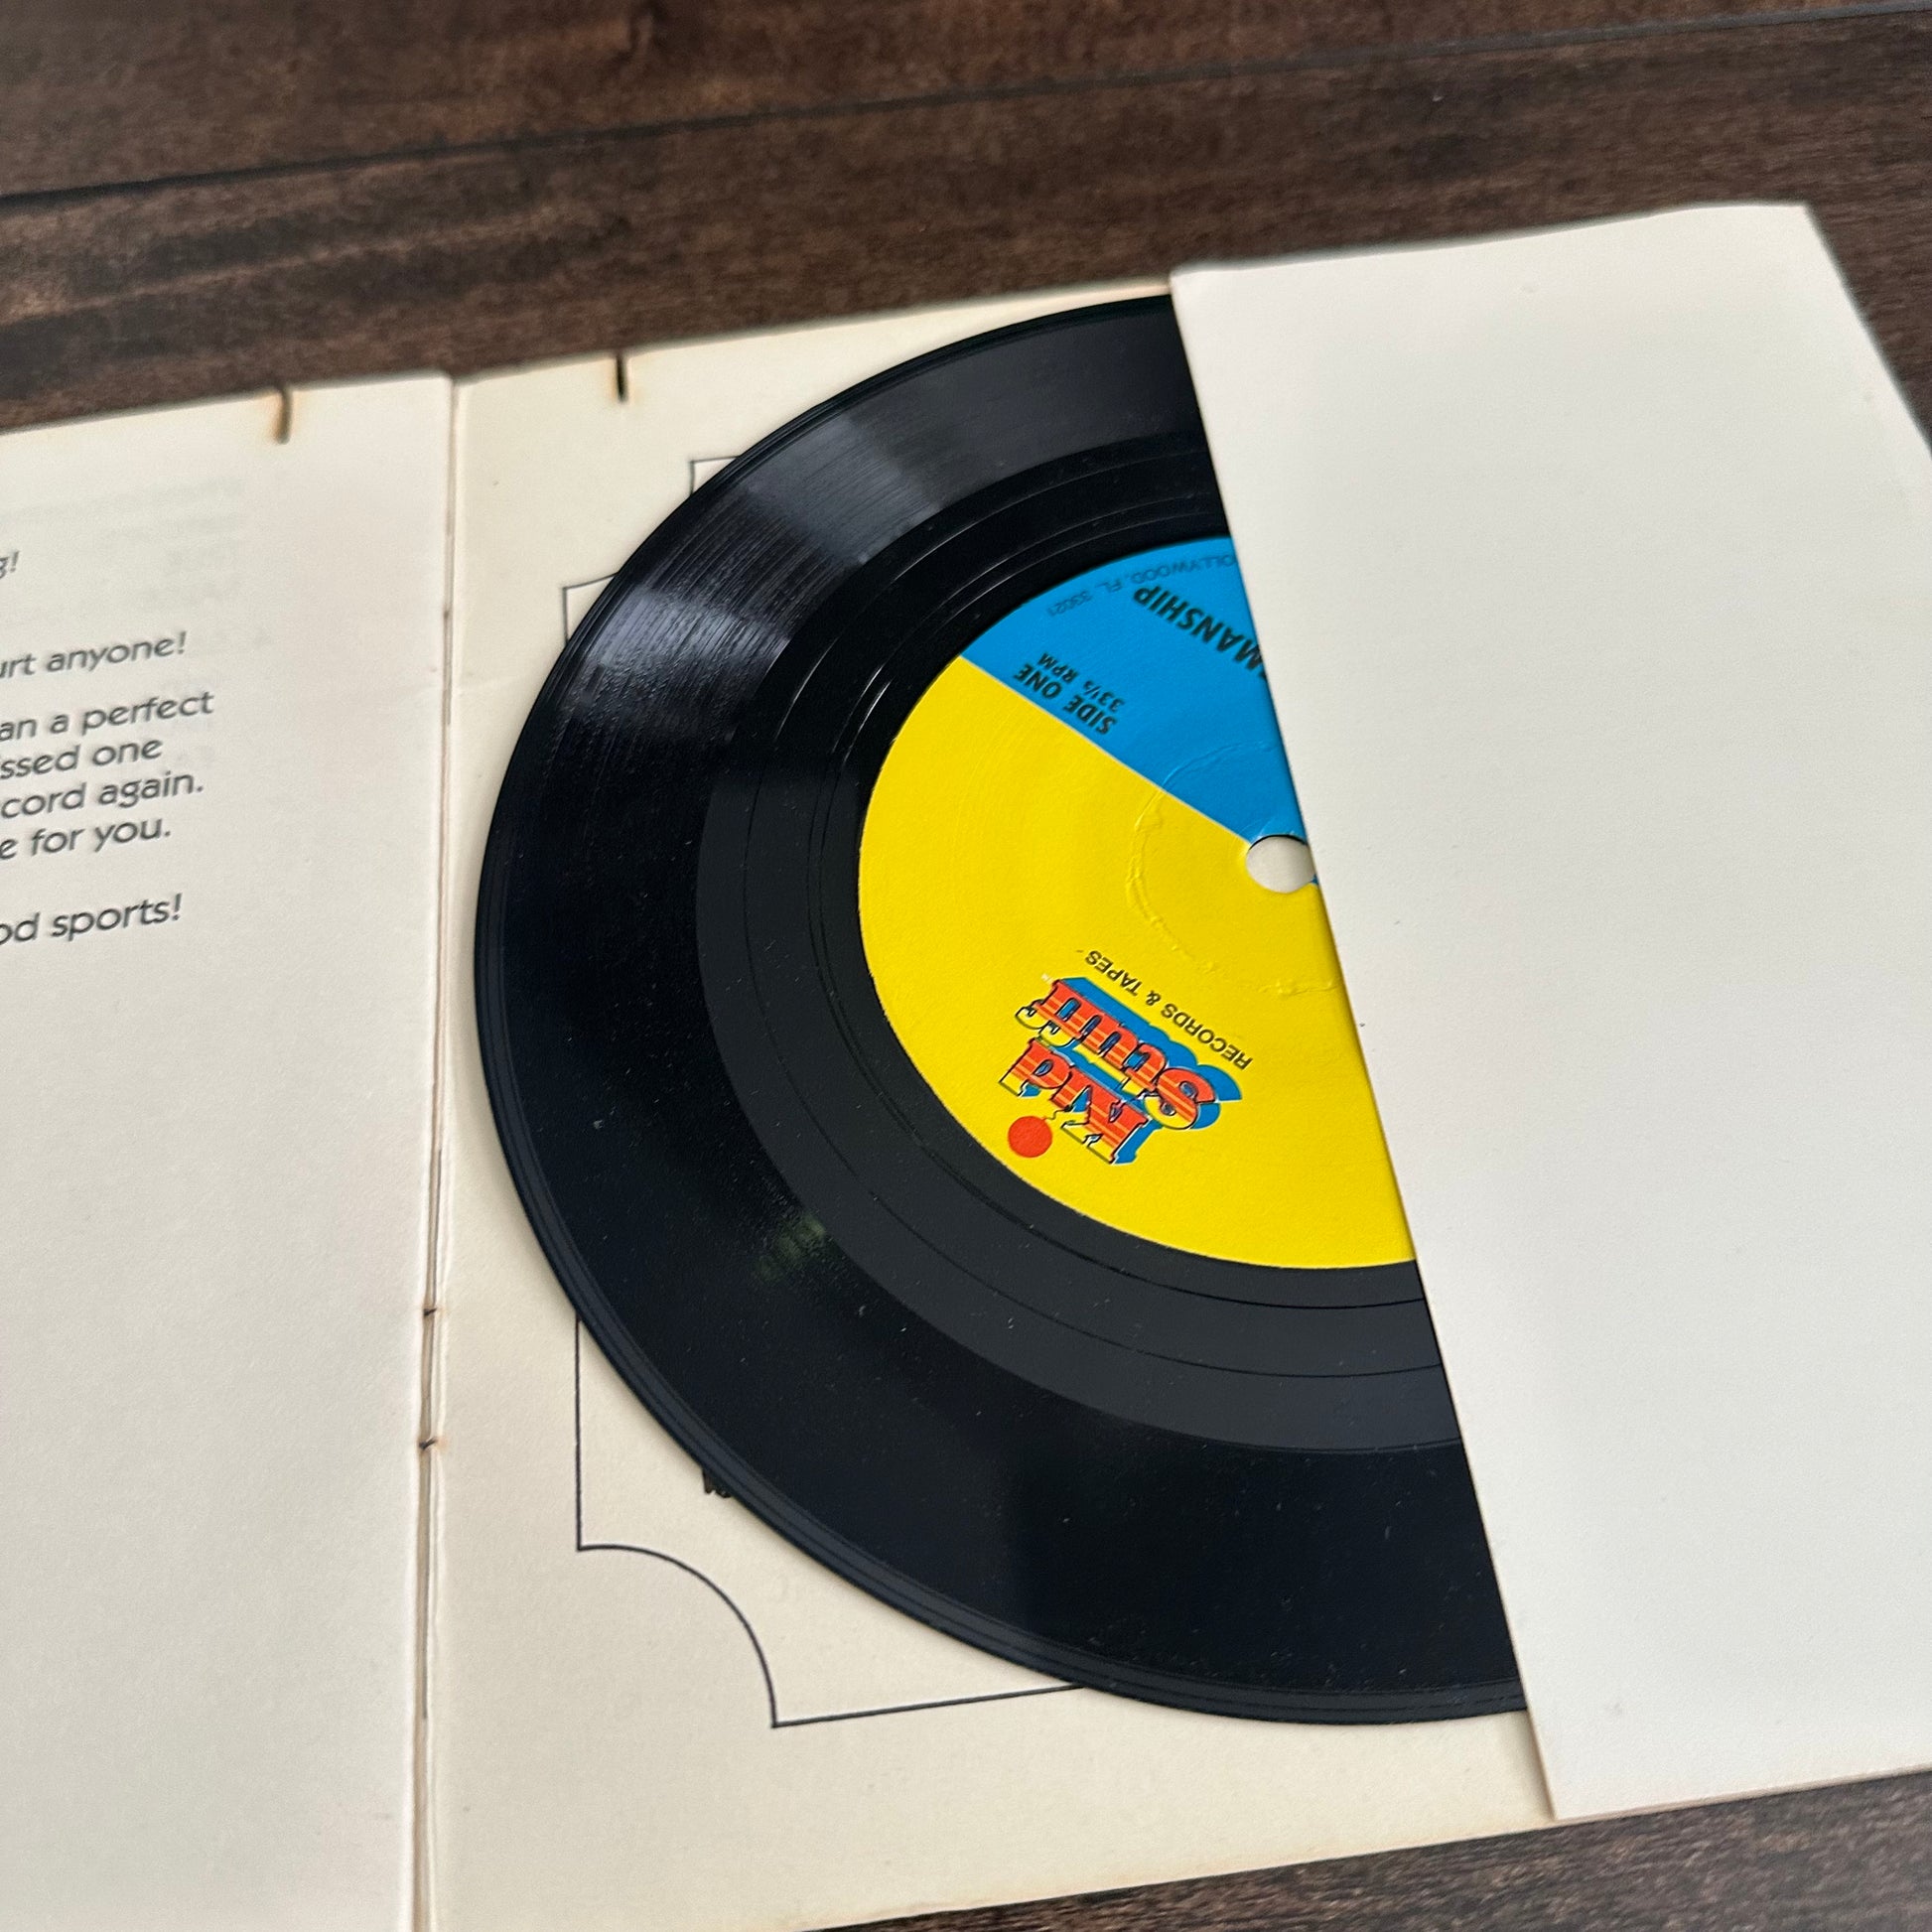 g!
urt anyone!
an a perfect
ssed one
cord again.
e for you.
od sports!
Kid
Stuff
TM
RECORDS & TAPES
SIDE ONE
33⅓ RPM
MANSHIP
OLLYWOOD, FL. 33021